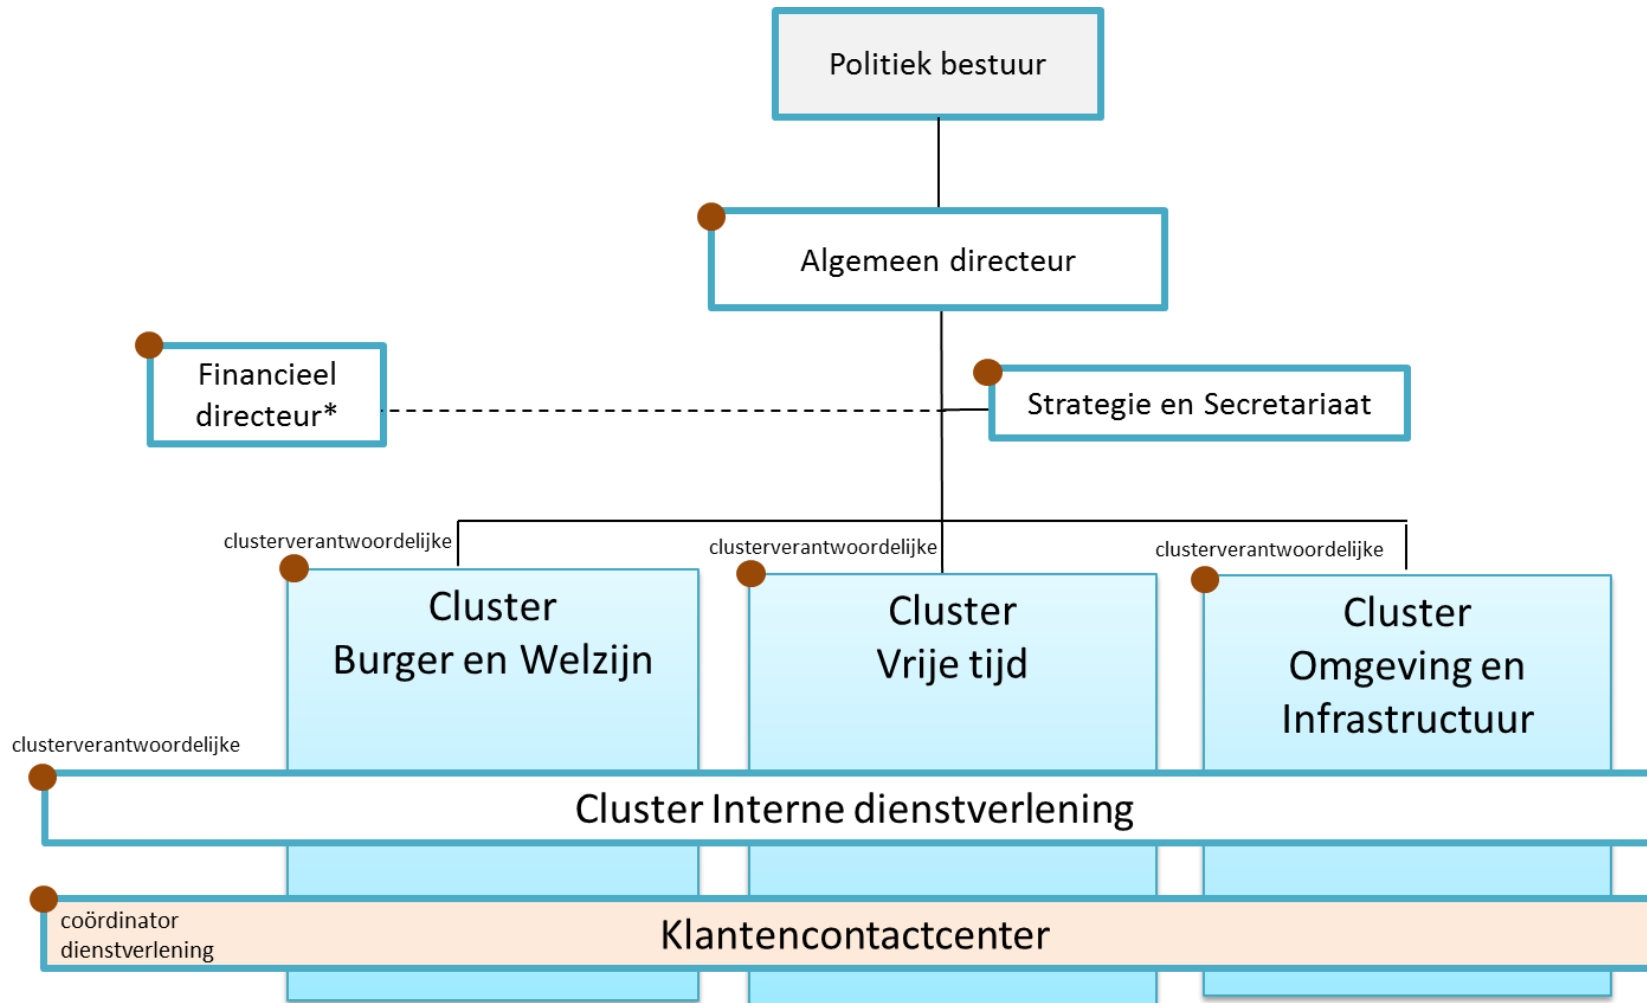 Politiek bestuur
Algemeen directeur
Financieel
directeur*
Strategie en Secretariaat
clusterverantwoordelijke
clusterverantwoordelijke
clusterverantwoordelijke
Cluster
Burger en Welzijn
Cluster
Vrije tijd
Cluster
Omgeving en
Infrastructuur
clusterverantwoordelijke
Cluster Interne dienstverlening
coördinator
dienstverlening
Klantencontactcenter